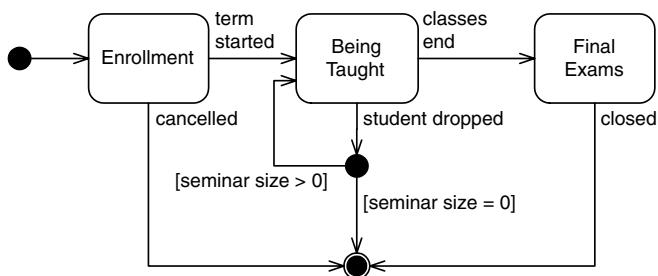 term
started
classes
end
Enrollment
Being
Taught
Final
Exams
cancelled
student dropped
closed
[seminar size > 0]
[seminar size = 0]